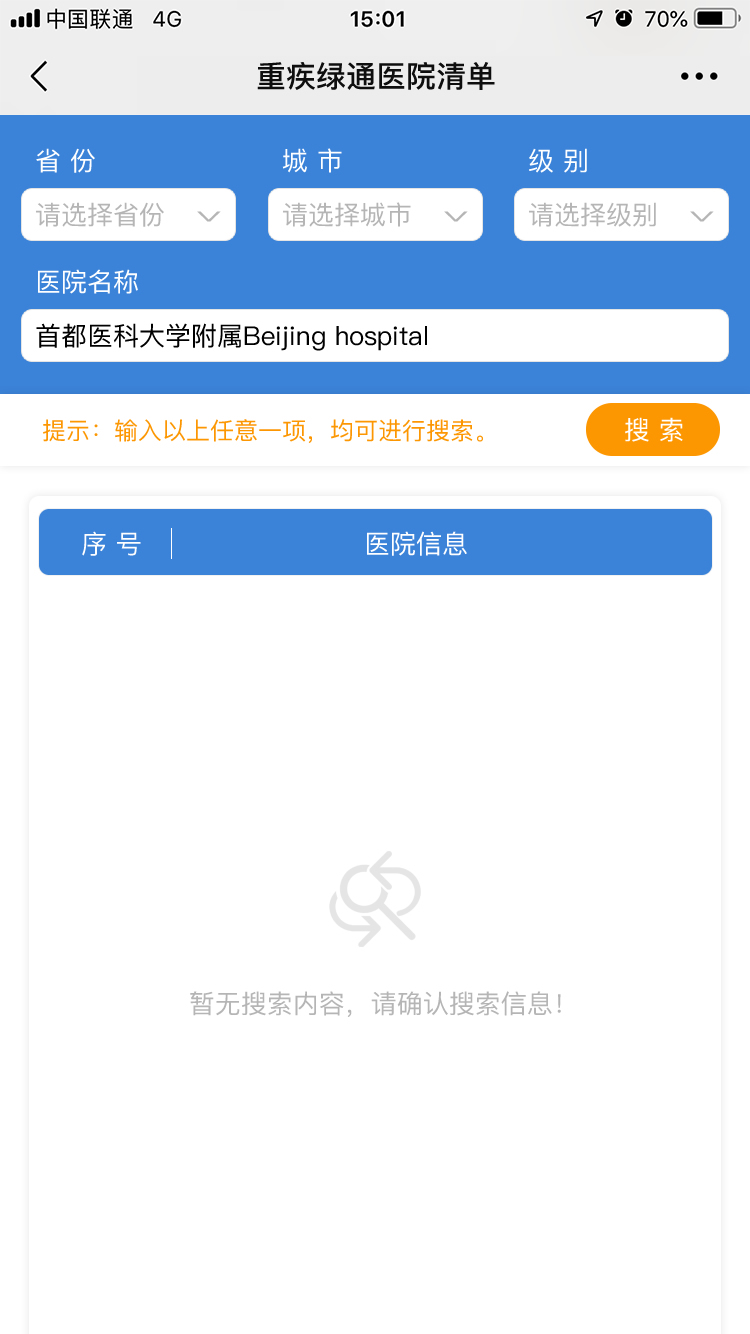 中国联通 4G 15:01 70%
重疾绿通医院清单
省 份 城 市 级 别
请选择省份 请选择城市 请选择级别
医院名称
首都医科大学附属Beijing hospital
提示：输入以上任意一项，均可进行搜索。 搜 索
序 号 医院信息
暂无搜索内容，请确认搜索信息！